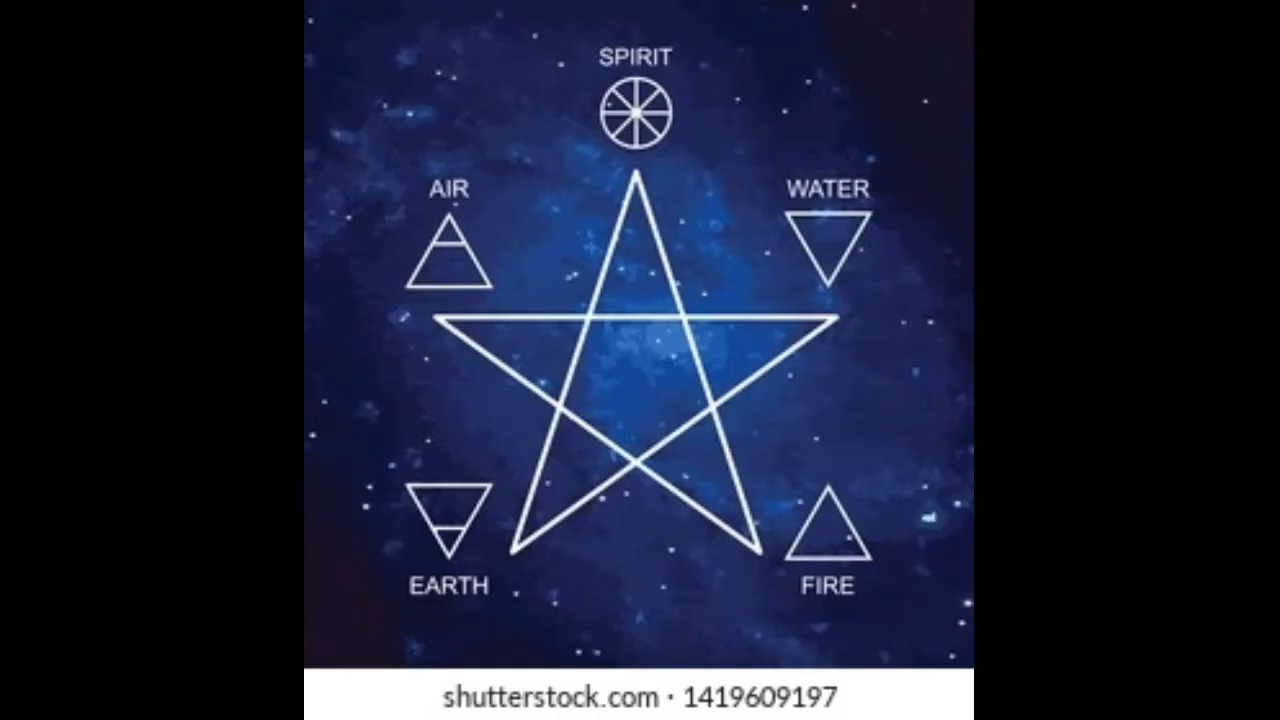 SPIRIT
AIR
WATER
EARTH
FIRE
shutterstock.com · 1419609197